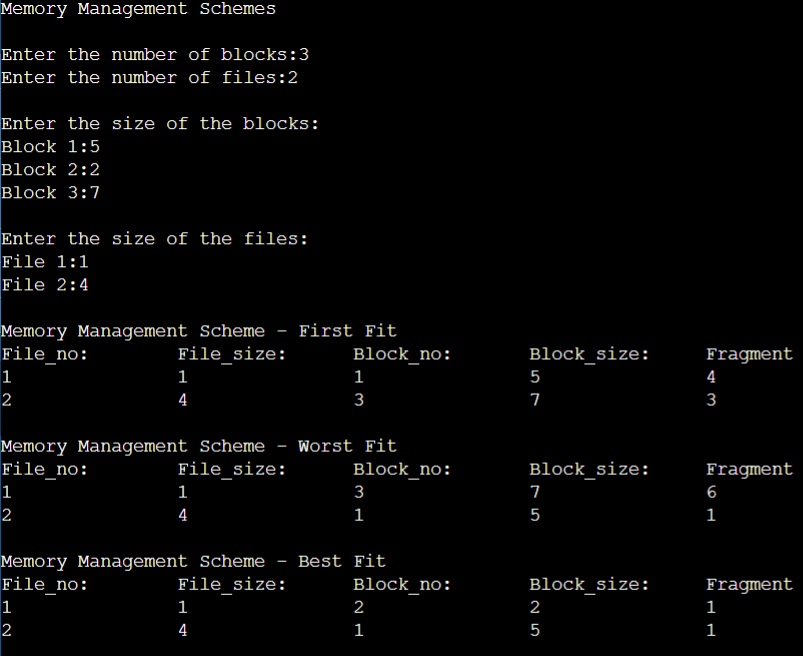 Memory Management Schemes
Enter the number of blocks:3
Enter the number of files:2
Enter the size of the blocks:
Block 1:5
Block 2:2
Block 3:7
Enter the size of the files:
File 1:1
File 2:4
Memory Management Scheme - First Fit
File_no: File_size: Block_no: Block_size: Fragment
1 1 1 5 4
2 4 3 7 3
Memory Management Scheme - Worst Fit
File_no: File_size: Block_no: Block_size: Fragment
1 1 3 7 6
2 4 1 5 1
Memory Management Scheme - Best Fit
File_no: File_size: Block_no: Block_size: Fragment
1 1 2 2 1
2 4 1 5 1